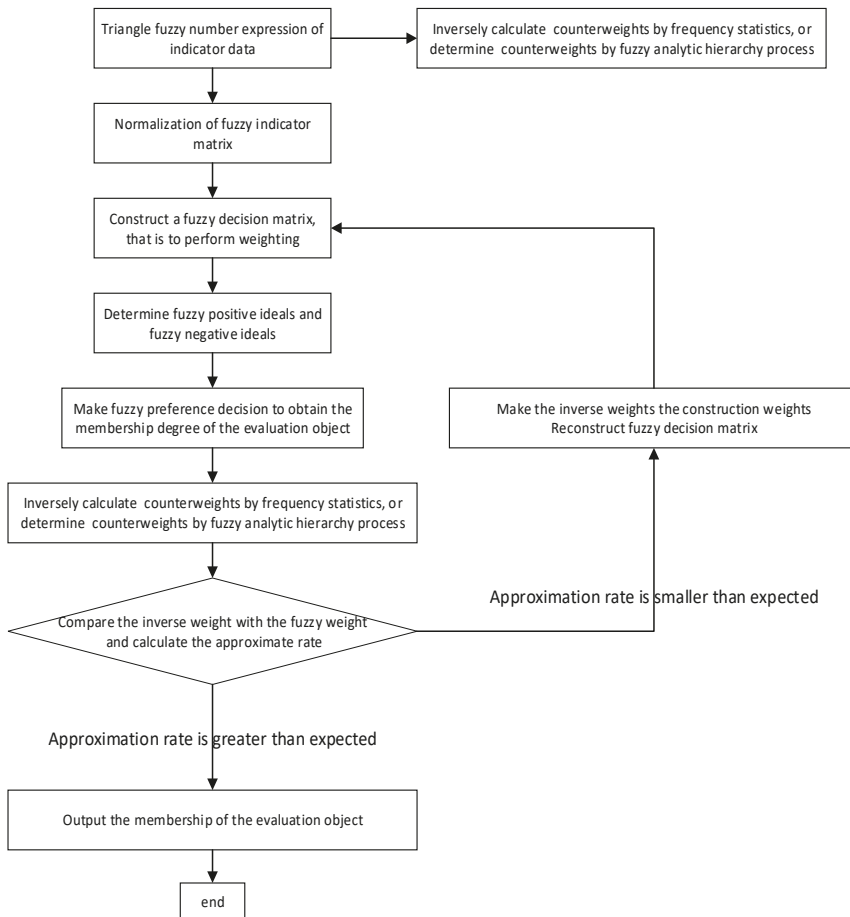 Triangle fuzzy number expression of
indicator data
Inversely calculate counterweights by frequency statistics, or
determine counterweights by fuzzy analytic hierarchy process
Normalization of fuzzy indicator
matrix
Construct a fuzzy decision matrix,
that is to perform weighting
Determine fuzzy positive ideals and
fuzzy negative ideals
Make fuzzy preference decision to obtain the
membership degree of the evaluation object
Make the inverse weights the construction weights
Reconstruct fuzzy decision matrix
Inversely calculate counterweights by frequency statistics, or
determine counterweights by fuzzy analytic hierarchy process
Approximation rate is smaller than expected
Compare the inverse weight with the fuzzy weight
and calculate the approximate rate
Approximation rate is greater than expected
Output the membership of the evaluation object
end